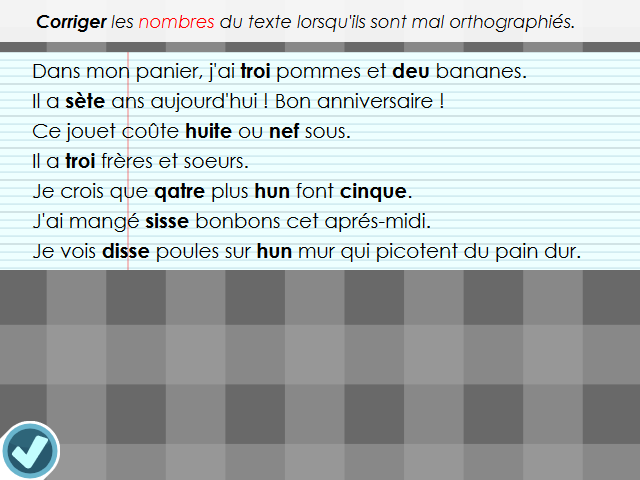 Corriger les nombres du texte lorsqu'ils sont mal orthographiés.
Dans mon panier, j'ai troi pommes et deu bananes.
Il a sète ans aujourd'hui ! Bon anniversaire !
Ce jouet coûte huite ou nef sous.
Il a troi frères et soeurs.
Je crois que qatre plus hun font cinque.
J'ai mangé sisse bonbons cet aprés-midi.
Je vois disse poules sur hun mur qui picotent du pain dur.